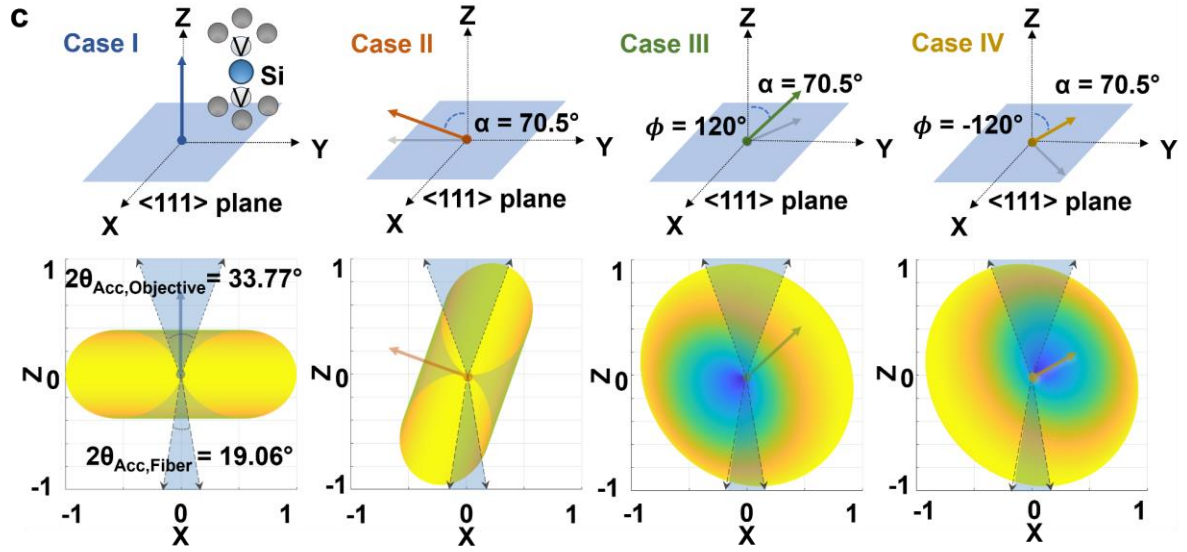 c
Case I
Z
V
Si
V
Y
X
<111> plane
Case II
Z
α = 70.5°
Y
X
<111> plane
Case III
Z
α = 70.5°
ϕ = 120°
Y
X
<111> plane
Case IV
Z
α = 70.5°
ϕ = -120°
Y
X
<111> plane
1
2θAcc,Objective = 33.77°
Z
0
2θAcc,Fiber = 19.06°
-1
-1
0
1
X
1
Z
0
-1
-1
0
1
X
1
Z
0
-1
-1
0
1
X
1
Z
0
-1
-1
0
1
X